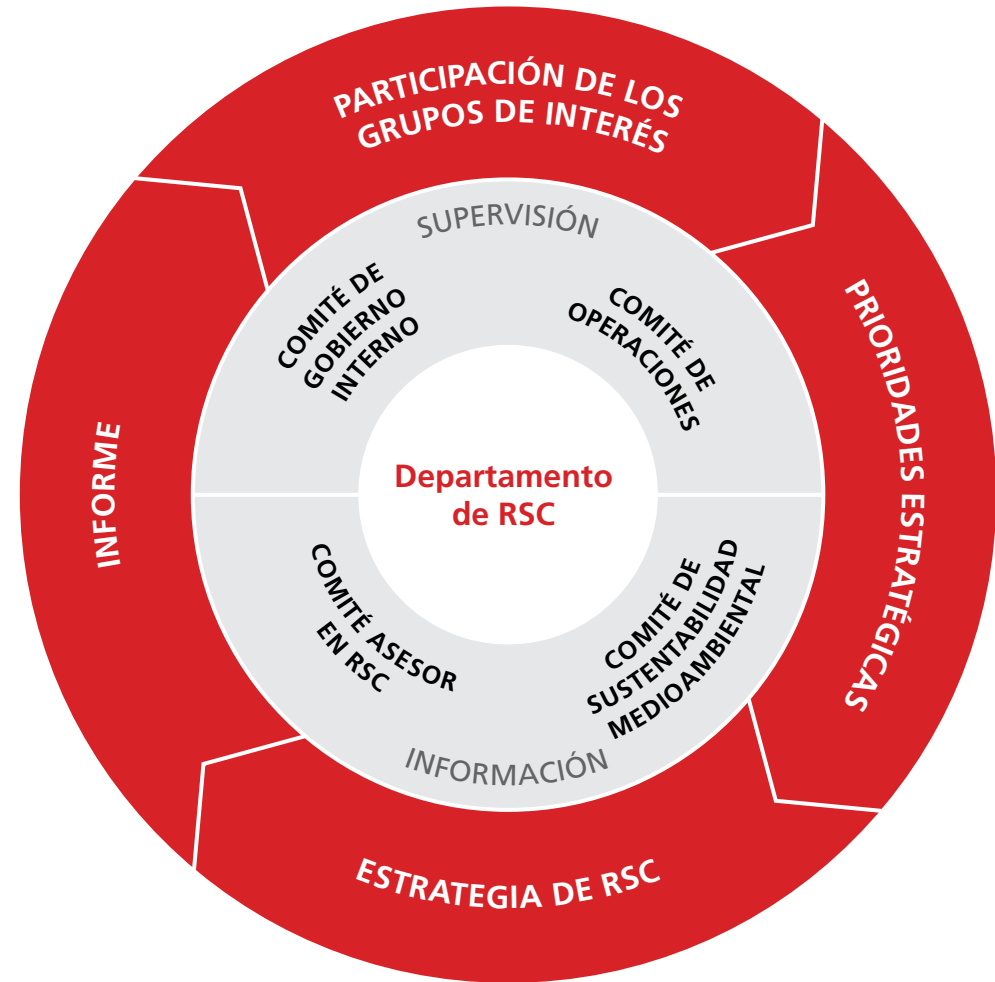 PARTICIPACIÓN DE LOS
GRUPOS DE INTERÉS
PRIORIDADES ESTRATÉGICAS
ESTRATEGIA DE RSC
INFORME
SUPERVISIÓN
COMITÉ DE
GOBIERNO
INTERNO
COMITÉ DE
OPERACIONES
Departamento
de RSC
COMITÉ ASESOR
EN RSC
COMITÉ DE
SUSTENTABILIDAD
MEDIOAMBIENTAL
INFORMACIÓN